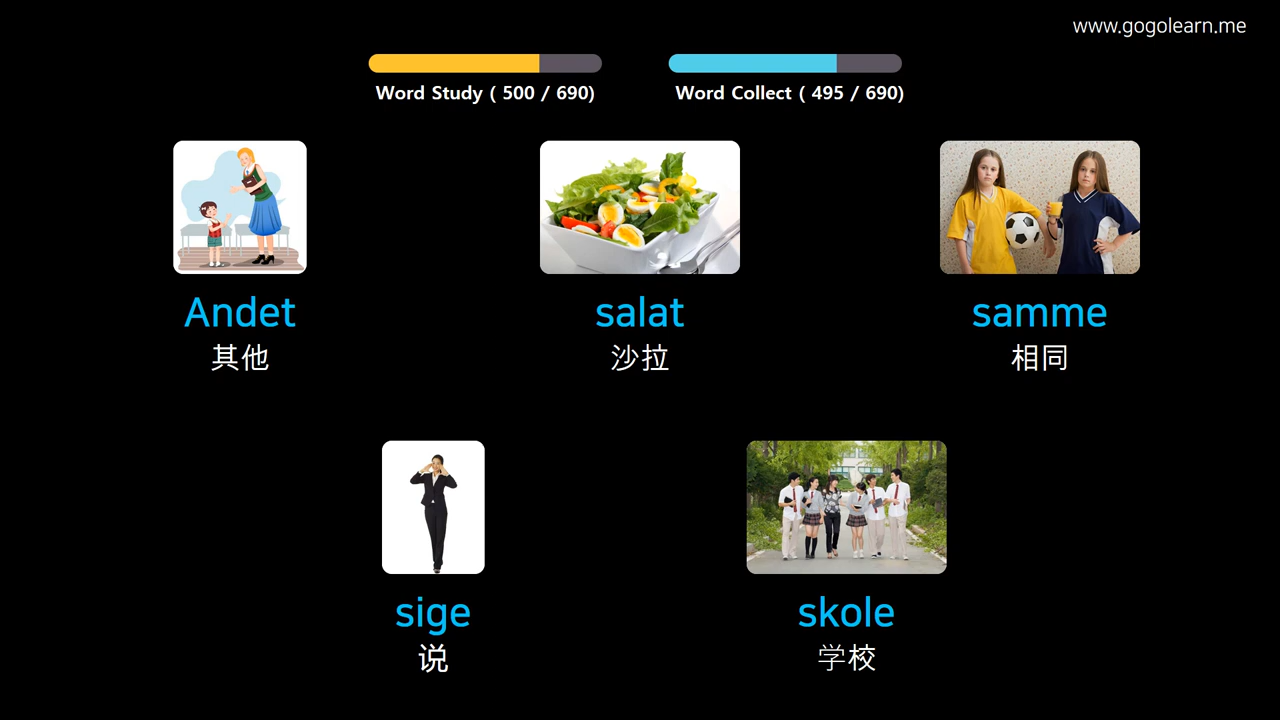 www.gogolearn.me
Word Study ( 500 / 690)
Word Collect ( 495 / 690)
Andet
其他
salat
沙拉
samme
相同
sige
说
skole
学校